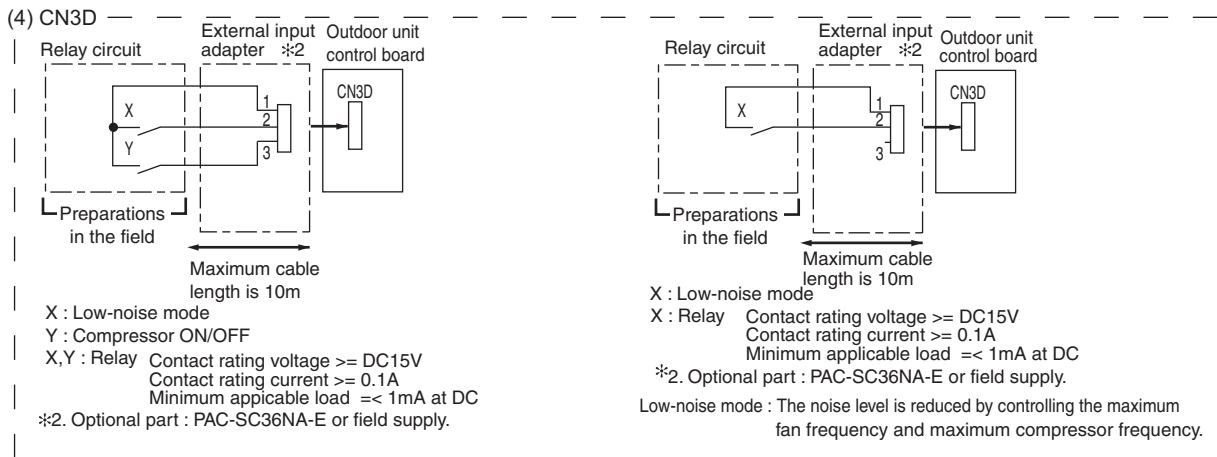 (4) CN3D
Relay circuit
External input
adapter ✻2
Outdoor unit
control board
X
Y
1
2
3
CN3D
Preparations
in the field
Maximum cable
length is 10m
X : Low-noise mode
Y : Compressor ON/OFF
X,Y : Relay Contact rating voltage >= DC15V
Contact rating current >= 0.1A
Minimum appicable load =< 1mA at DC
✻2. Optional part : PAC-SC36NA-E or field supply.
Relay circuit
External input
adapter ✻2
Outdoor unit
control board
X
1
2
3
CN3D
Preparations
in the field
Maximum cable
length is 10m
X : Low-noise mode
X : Relay Contact rating voltage >= DC15V
Contact rating current >= 0.1A
Minimum applicable load =< 1mA at DC
✻2. Optional part : PAC-SC36NA-E or field supply.
Low-noise mode : The noise level is reduced by controlling the maximum
fan frequency and maximum compressor frequency.